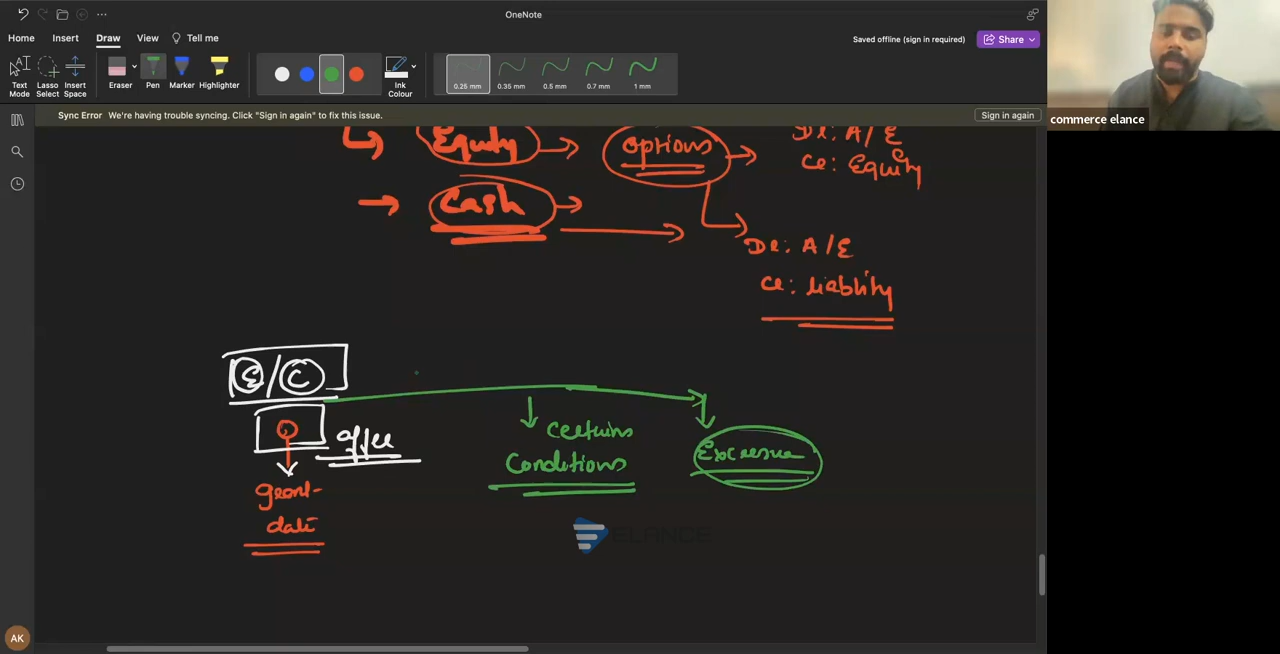 OneNote
Home Insert Draw View Tell me
Saved offline (sign in required)
Share
Text Mode
Lasso Select
Insert Space
Eraser
Pen
Marker
Highlighter
Ink Colour
0.25 mm
0.35 mm
0.5 mm
0.7 mm
1 mm
Sync Error We're having trouble syncing. Click "Sign in again" to fix this issue.
Sign in again
commerce elance
Equity
options
Dr: A/E
Cr: Equity
Cash
Dr: A/E
Cr: liablity
E/C
offer
grant-
date
Certains
Conditions
ELANCE
AK